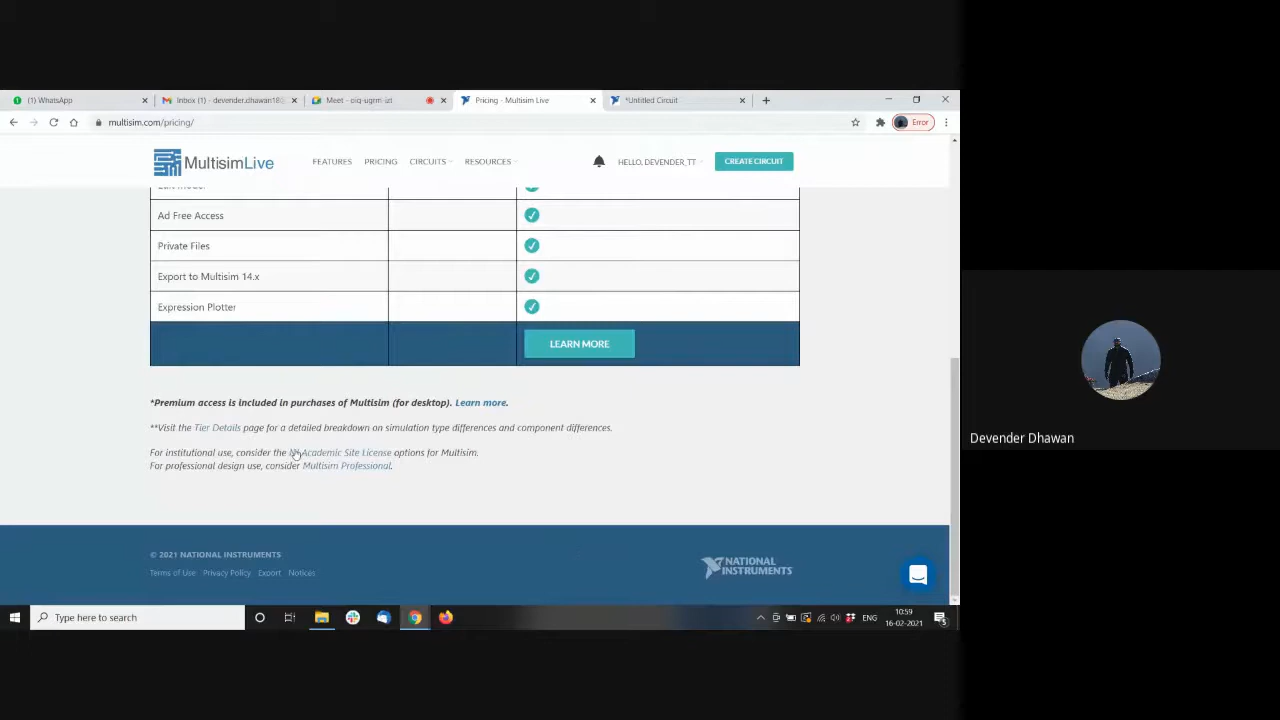 (1) WhatsApp
Inbox (1) - devender.dhawan18
Meet - oiq-ugrm-izt
Pricing - Multisim Live
*Untitled Circuit
multisim.com/pricing/
Error
MultisimLive
FEATURES
PRICING
CIRCUITS
RESOURCES
HELLO, DEVENDER_TT
CREATE CIRCUIT
Ad Free Access
Private Files
Export to Multisim 14.x
Expression Plotter
LEARN MORE
*Premium access is included in purchases of Multisim (for desktop). Learn more.
**Visit the Tier Details page for a detailed breakdown on simulation type differences and component differences.
For institutional use, consider the NI Academic Site License options for Multisim.
For professional design use, consider Multisim Professional.
© 2021 NATIONAL INSTRUMENTS
Terms of Use Privacy Policy Export Notices
NATIONAL
INSTRUMENTS
Type here to search
ENG
10:59
16-02-2021
5
Devender Dhawan